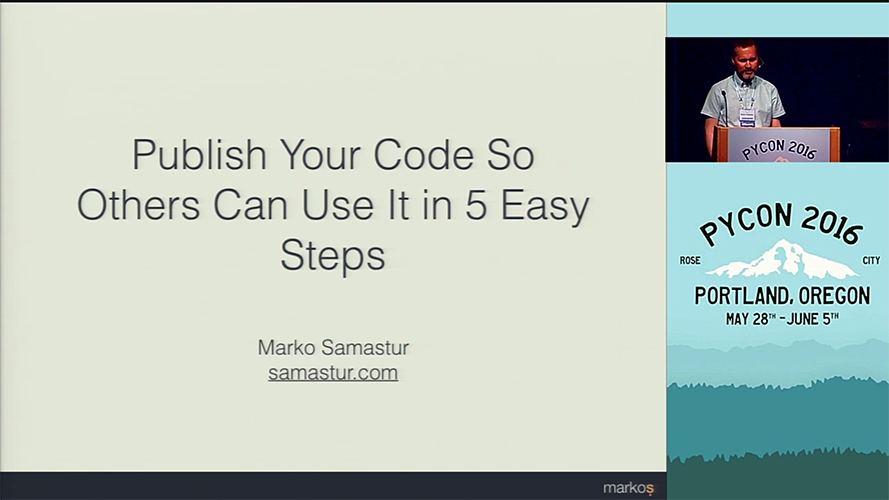 Publish Your Code So
Others Can Use It in 5 Easy
Steps
Marko Samastur
samastur.com
markos
PYCON 2016
PYCON 2016
ROSE CITY
PORTLAND, OREGON
MAY 28TH - JUNE 5TH